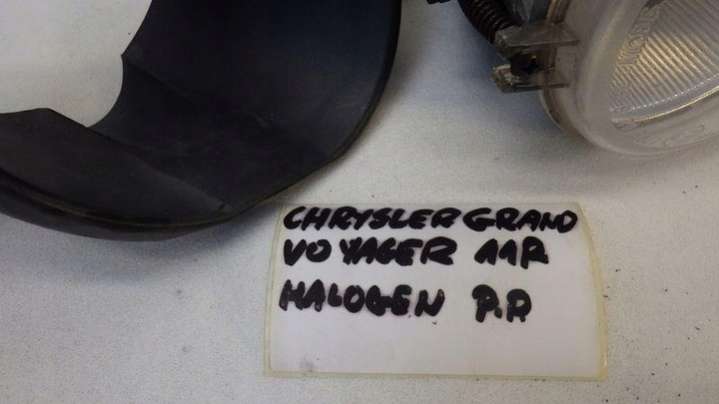 CHRYSLER GRAND
VOYAGER 11R
HALOGEN P.P